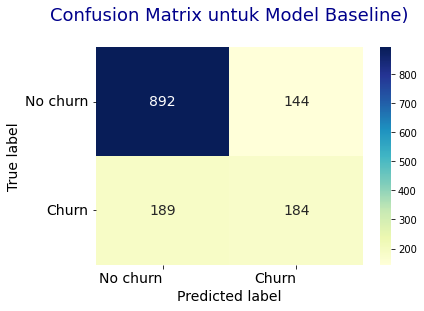 Confusion Matrix untuk Model Baseline)
No churn
892
144
Churn
189
184
No churn
Churn
True label
Predicted label
800
700
600
500
400
300
200